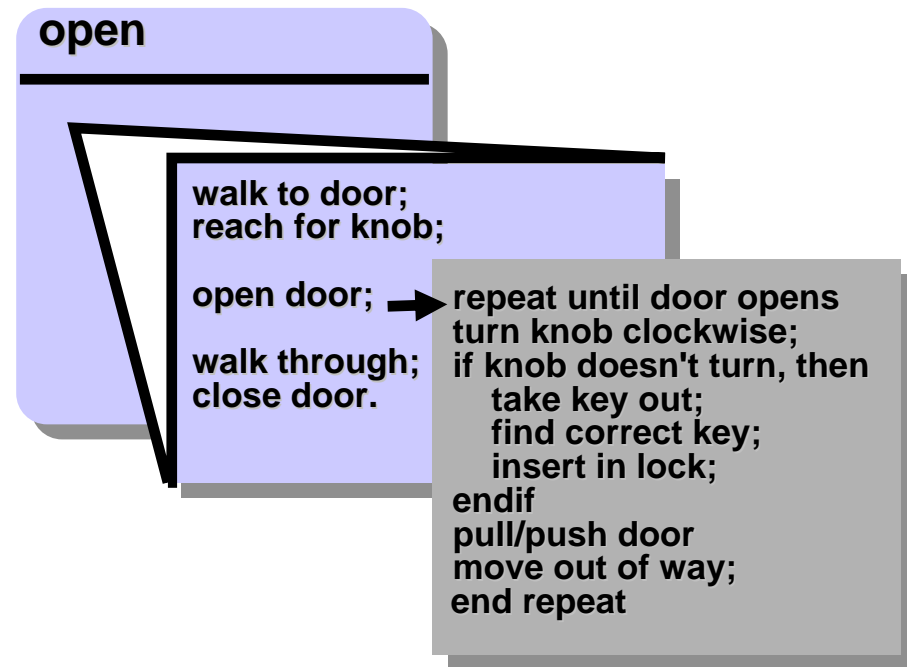 open
walk to door;
reach for knob;
open door;
walk through;
close door.
repeat until door opens
turn knob clockwise;
if knob doesn't turn, then
take key out;
find correct key;
insert in lock;
endif
pull/push door
move out of way;
end repeat